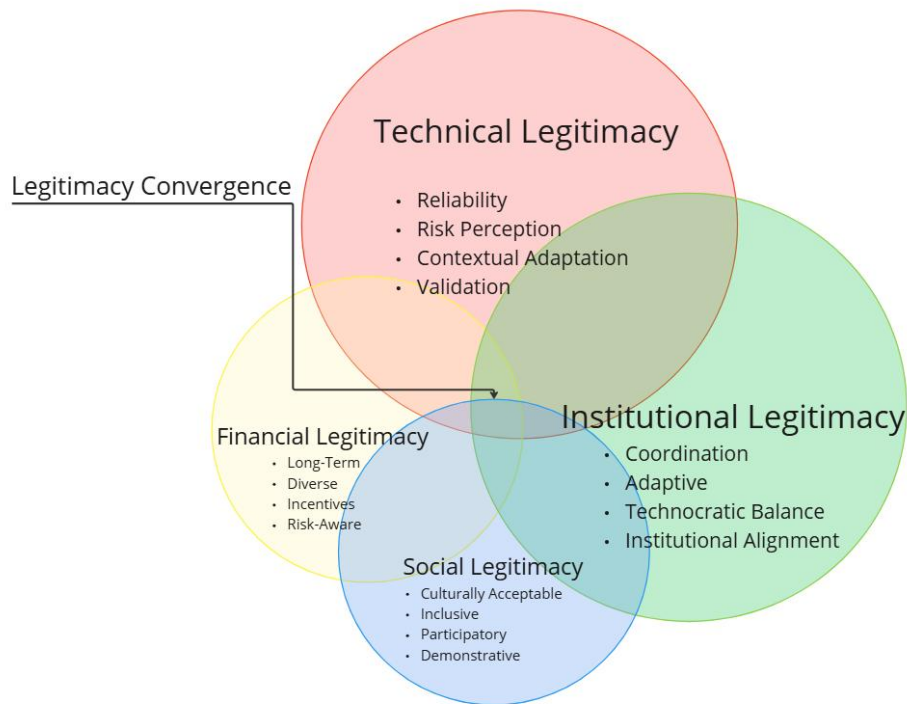 Technical Legitimacy
• Reliability
• Risk Perception
• Contextual Adaptation
• Validation
Legitimacy Convergence
Financial Legitimacy
• Long-Term
• Diverse
• Incentives
• Risk-Aware
Institutional Legitimacy
• Coordination
• Adaptive
• Technocratic Balance
• Institutional Alignment
Social Legitimacy
• Culturally Acceptable
• Inclusive
• Participatory
• Demonstrative